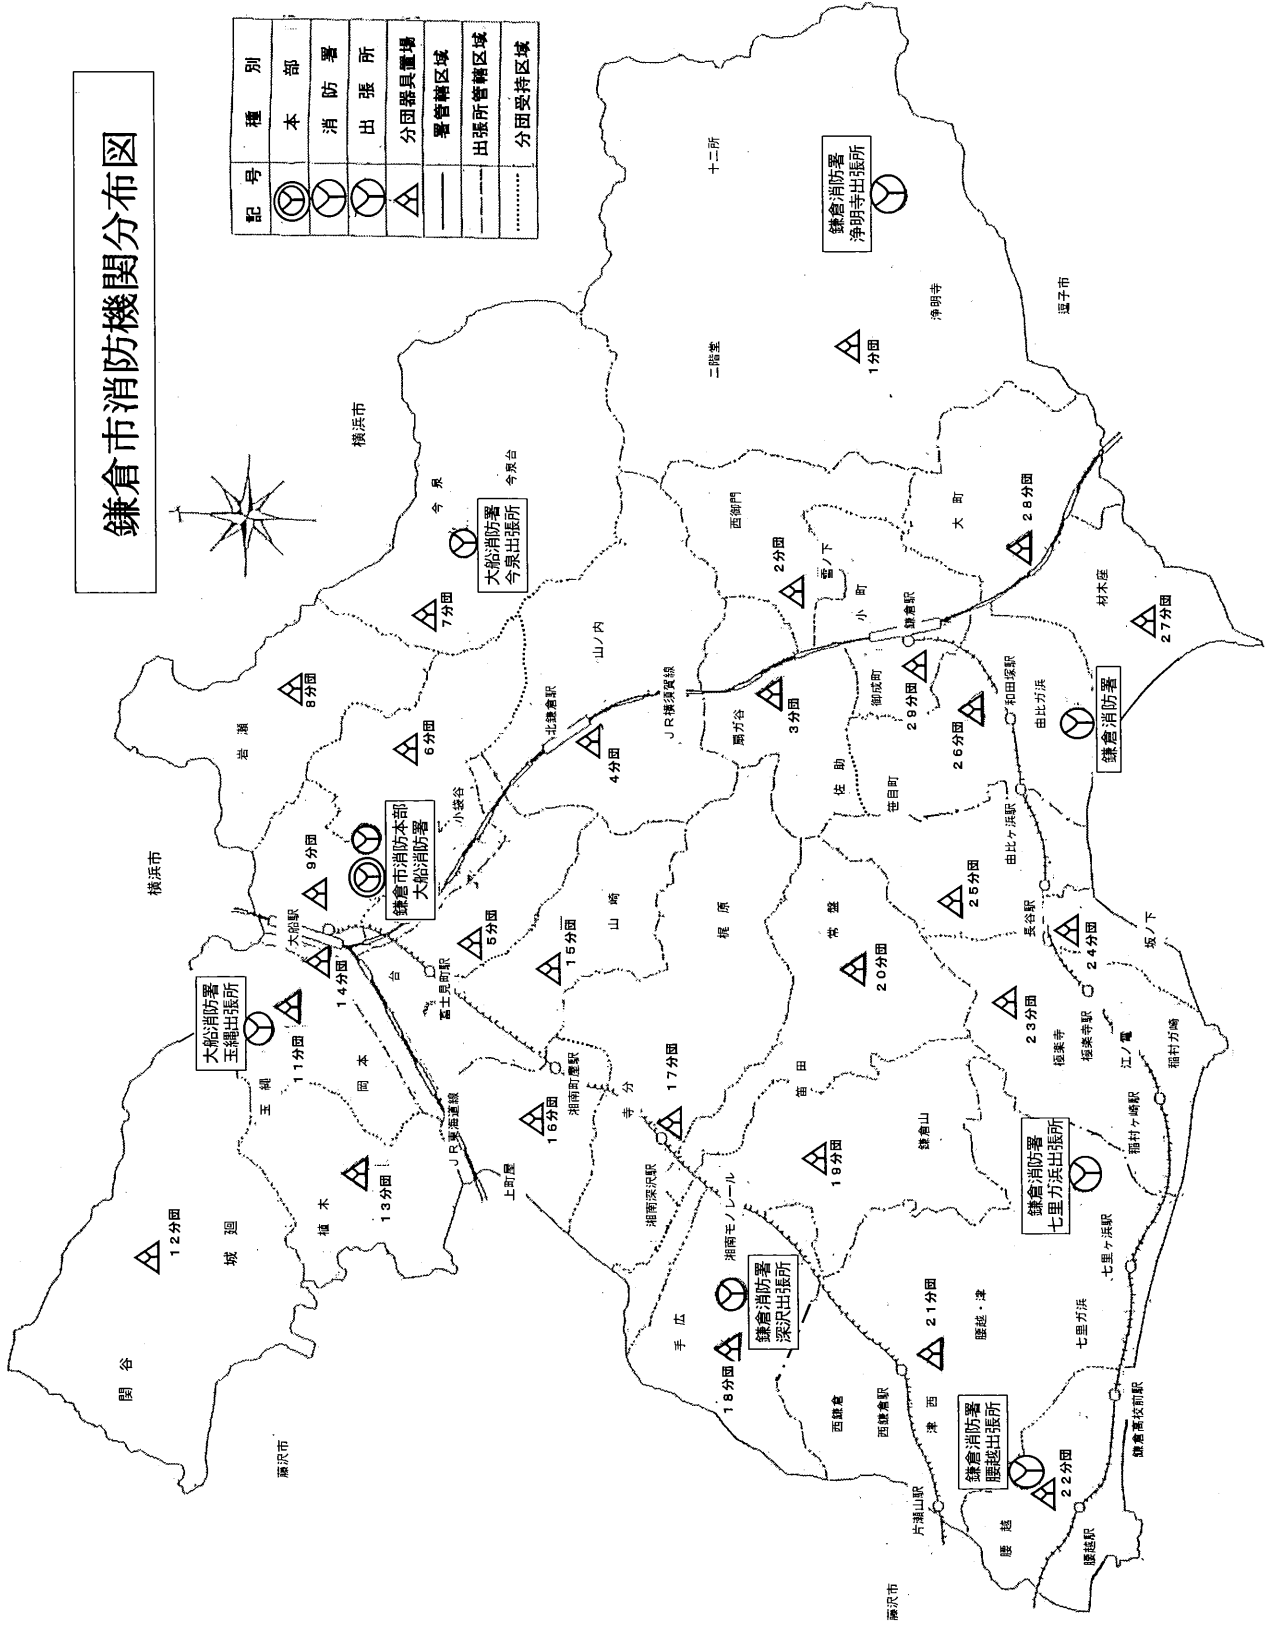 鎌倉市消防機関分布図
記号 種別
本部
消防署
出張所
分団器具置場
署管轄区域
出張所管轄区域
分団受持区域
横浜市
横浜市
藤沢市
藤沢市
逗子市
関谷
城廻
12分団
植木
13分団
玉縄
岡本
11分団
大船消防署
玉縄出張所
14分団
大船駅
9分団
台
岩瀬
8分団
鎌倉市消防本部
大船消防署
6分団
小袋谷
7分団
今泉
今泉台
大船消防署
今泉出張所
JR東海道線
上町屋
富士見町駅
5分団
15分団
山崎
16分団
湘南町屋駅
寺分
17分団
湘南深沢駅
湘南モノレール
北鎌倉駅
4分団
山ノ内
JR横須賀線
扇ガ谷
3分団
2分団
西御門
雪ノ下
小町
鎌倉駅
二階堂
十二所
鎌倉消防署
浄明寺出張所
1分団
浄明寺
大町
28分団
材木座
27分団
御成町
29分団
佐助
笹目町
26分団
和田塚駅
由比ガ浜
鎌倉消防署
由比ヶ浜駅
25分団
長谷駅
24分団
坂ノ下
梶原
常盤
20分団
笛田
19分団
鎌倉山
23分団
極楽寺
極楽寺駅
江ノ電
稲村ガ崎
稲村ヶ崎駅
鎌倉消防署
七里ガ浜出張所
七里ヶ浜駅
七里ガ浜
手広
18分団
鎌倉消防署
深沢出張所
西鎌倉
西鎌倉駅
21分団
腰越・津
津西
片瀬山駅
鎌倉消防署
腰越出張所
22分団
腰越
腰越駅
鎌倉高校前駅